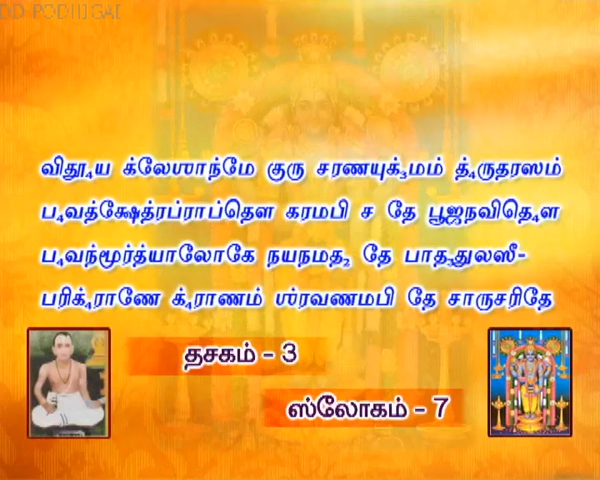 DD PODHIGAI
விதூ₄ய க்லேஶாந்மே குரு சரணயுக்₃மம் த்₄ருதரஸம்
ப₄வத்க்ஷேத்ரப்ராப்தௌ கரமபி ச தே பூஜநவிதௌ₄
ப₄வந்மூர்த்யாலோகே நயநமத₂ தே பாத₃துலஸீ-
பரிக்₄ராணே க்₄ராணம் ஶ்ரவணமபி தே சாருசரிதே
தசகம் - 3
ஸ்லோகம் - 7